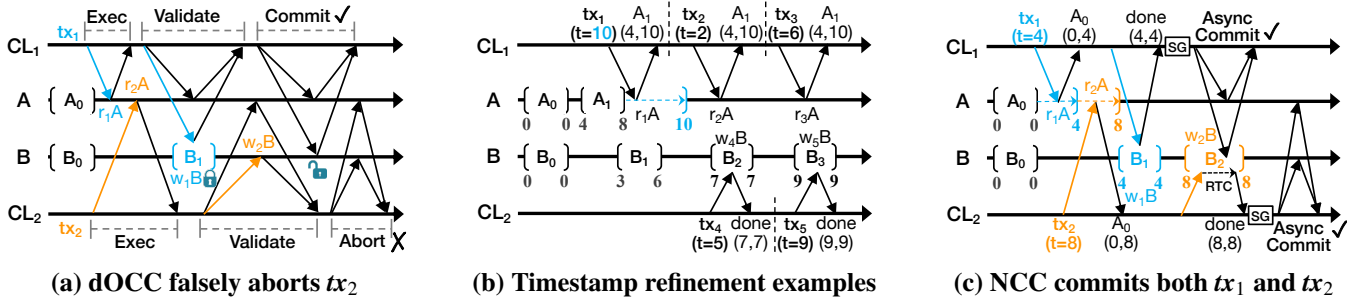 Exec Validate Commit ✓
tx1
CL1
A A0 r1A r2A
B B0 B1 w2B
w1B
CL2
tx2
Exec Validate Abort ✗
(a) dOCC falsely aborts tx2
tx1 A1 tx2 A1 tx3 A1
(t=10) (4,10) (t=2) (4,10) (t=6) (4,10)
CL1
A A0 A1 r1A r2A r3A
0 0 4 8 10
w4B w5B
B B0 B1 B2 B3
0 0 3 6 7 7 9 9
CL2
tx4 done tx5 done
(t=5) (7,7) (t=9) (9,9)
(b) Timestamp refinement examples
tx1 A0 done Async
(t=4) (0,4) (4,4) Commit ✓
CL1 SG
r2A
A A0 r1A
0 0 4 8
w2B
B B0 B1 B2
0 0 4 4 8 8
w1B RTC
CL2 SG
tx2 A0 done Async
(t=8) (0,8) (8,8) Commit ✓
(c) NCC commits both tx1 and tx2